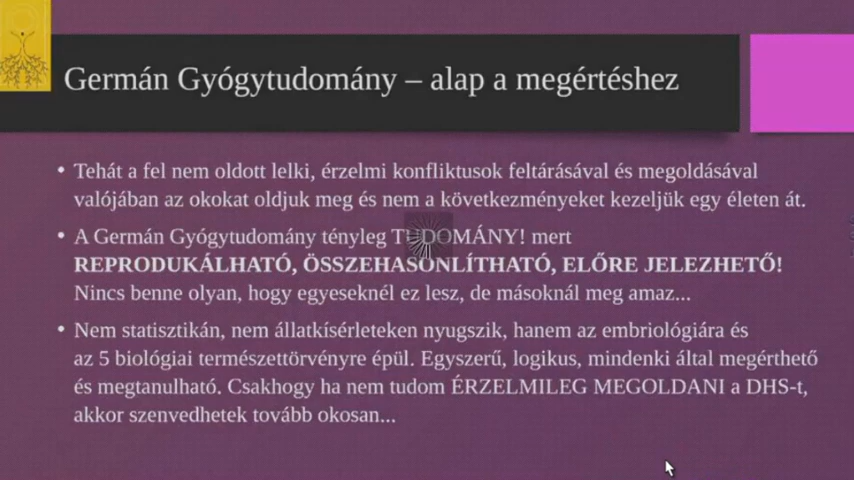 Germán Gyógytudomány – alap a megértéshez
• Tehát a fel nem oldott lelki, érzelmi konfliktusok feltárásával és megoldásával
valójában az okokat oldjuk meg és nem a következményeket kezeljük egy életen át.
• A Germán Gyógytudomány tényleg TUDOMÁNY! mert
REPRODUKÁLHATÓ, ÖSSZEHASONLÍTHATÓ, ELŐRE JELEZHETŐ!
Nincs benne olyan, hogy egyeseknél ez lesz, de másoknál meg amaz...
• Nem statisztikán, nem állatkísérleteken nyugszik, hanem az embriológiára és
az 5 biológiai természettörvényre épül. Egyszerű, logikus, mindenki által megérthető
és megtanulható. Csakhogy ha nem tudom ÉRZELMILEG MEGOLDANI a DHS-t,
akkor szenvedhetek tovább okosan...